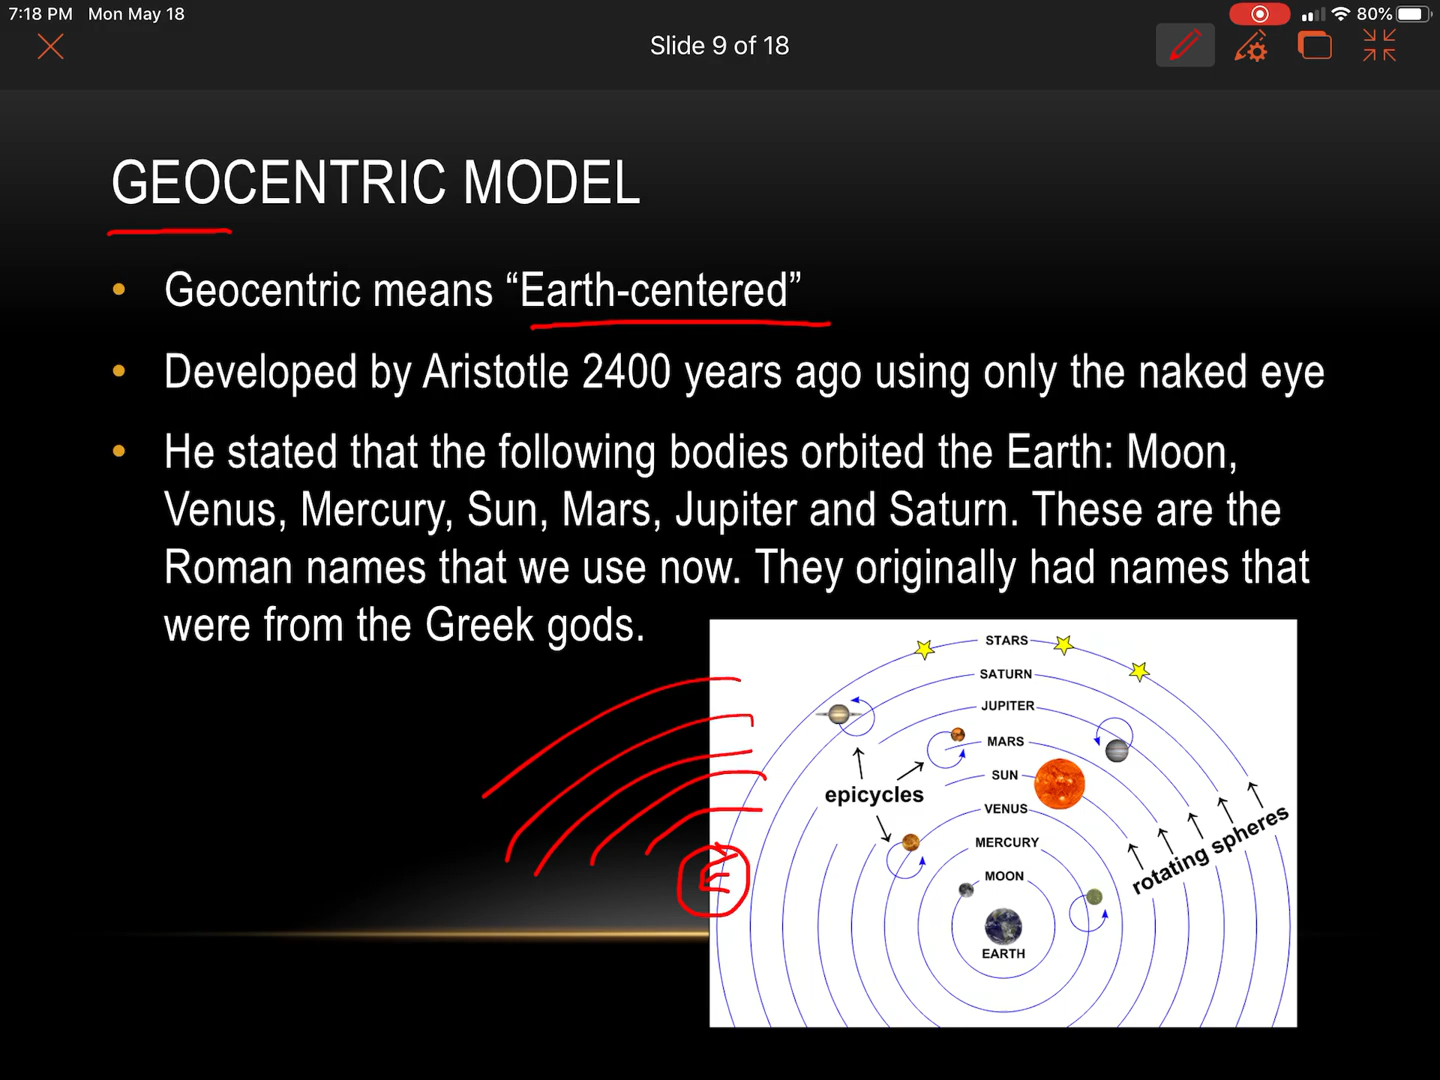 7:18 PM Mon May 18
80%
Slide 9 of 18
GEOCENTRIC MODEL
• Geocentric means “Earth-centered”
• Developed by Aristotle 2400 years ago using only the naked eye
• He stated that the following bodies orbited the Earth: Moon,
Venus, Mercury, Sun, Mars, Jupiter and Saturn. These are the
Roman names that we use now. They originally had names that
were from the Greek gods.
STARS
SATURN
JUPITER
MARS
SUN
epicycles
VENUS
MERCURY
rotating spheres
MOON
E
EARTH